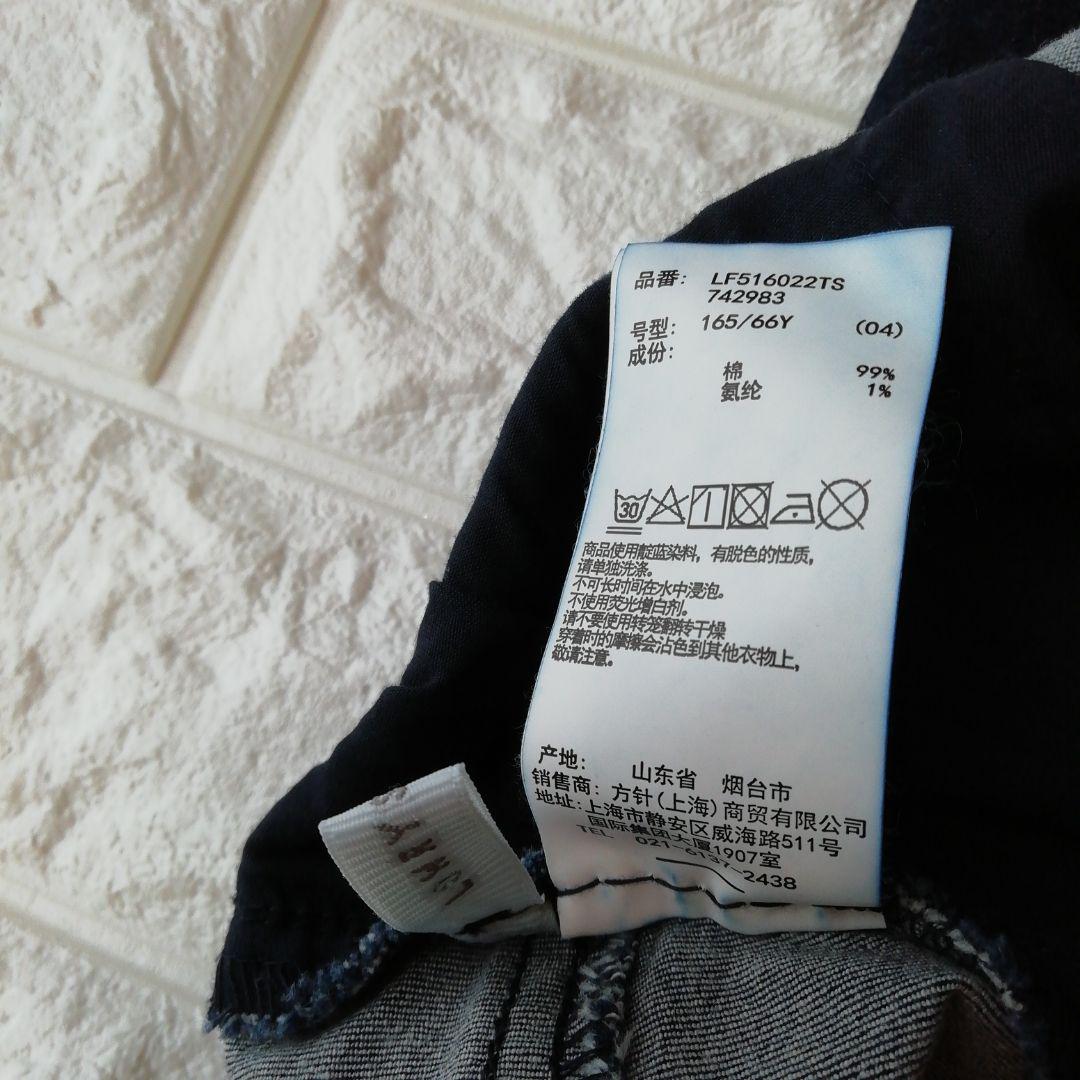 品番: LF516022TS
742983
号型: 165/66Y (04)
成份:
棉 99%
氨纶 1%
30
商品使用靛蓝染料，有脱色的性质，
请单独洗涤。
不可长时间在水中浸泡。
不使用荧光增白剂。
请不要使用转笼翻转干燥
穿着时的摩擦会沾色到其他衣物上，
敬请注意。
产地: 山东省 烟台市
销售商: 方针(上海)商贸有限公司
地址:上海市静安区威海路511号
国际集团大厦1907室
TEL 021-6137-2438